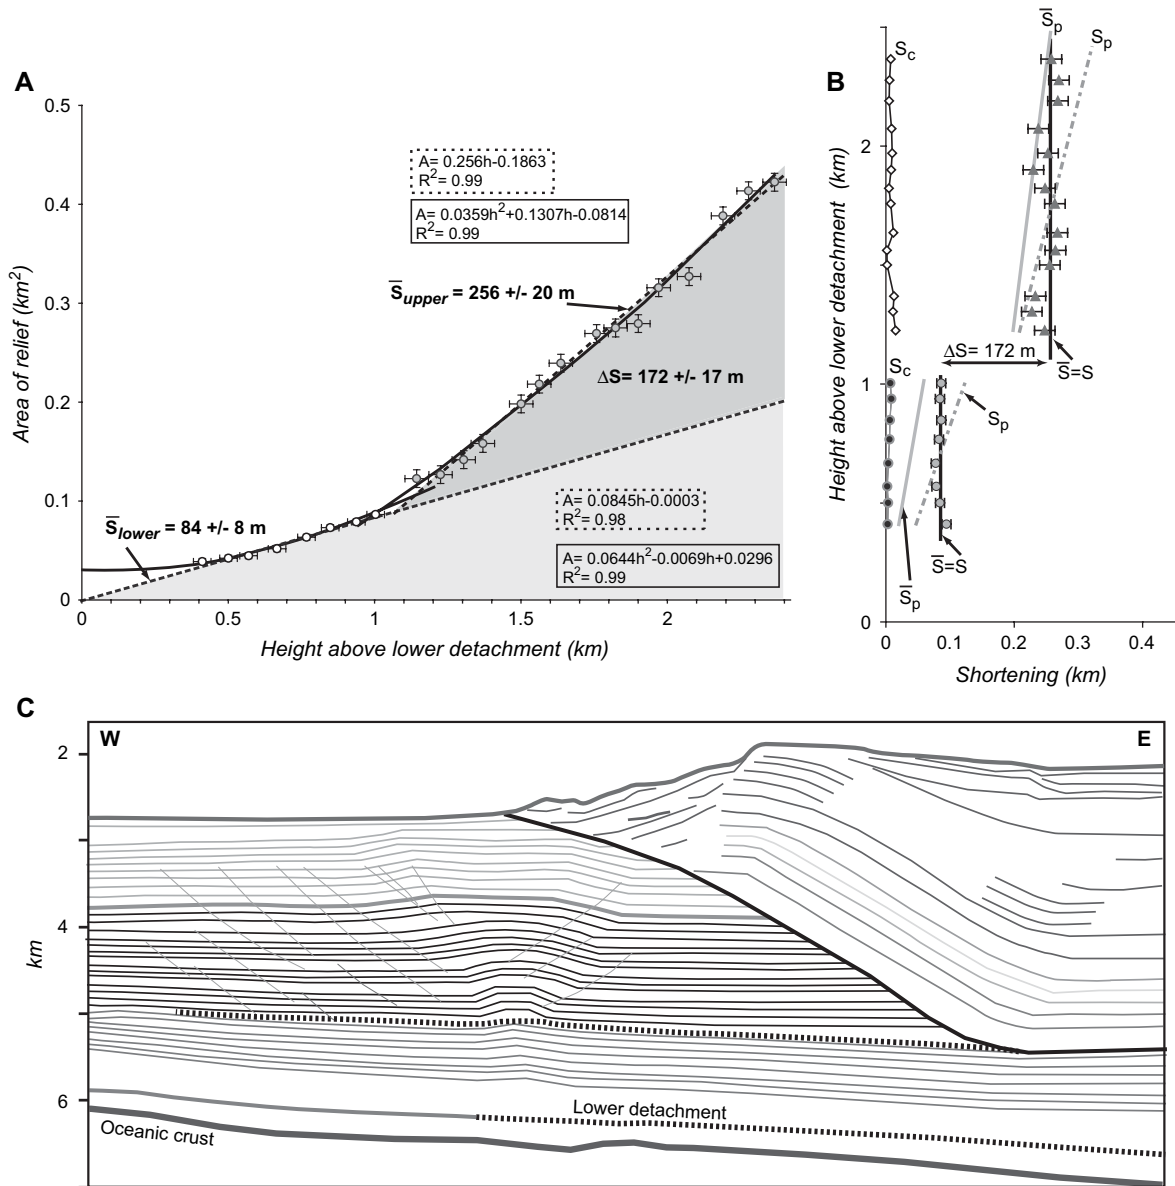 A
0.5
0.4
0.3
0.2
0.1
0
Area of relief (km²)
A= 0.256h-0.1863
R²= 0.99
A= 0.0359h²+0.1307h-0.0814
R²= 0.99
S̅upper = 256 +/- 20 m
ΔS= 172 +/- 17 m
S̅lower = 84 +/- 8 m
A= 0.0845h-0.0003
R²= 0.98
A= 0.0644h²-0.0069h+0.0296
R²= 0.99
0 0.5 1 1.5 2
Height above lower detachment (km)
B
Sc
S̅p
Sp
2
1
0
Height above lower detachment (km)
ΔS= 172 m
S̅=S
Sc
Sp
S̅=S
S̅p
0 0.1 0.2 0.3 0.4
Shortening (km)
C
W
E
2
4
6
km
Lower detachment
Oceanic crust